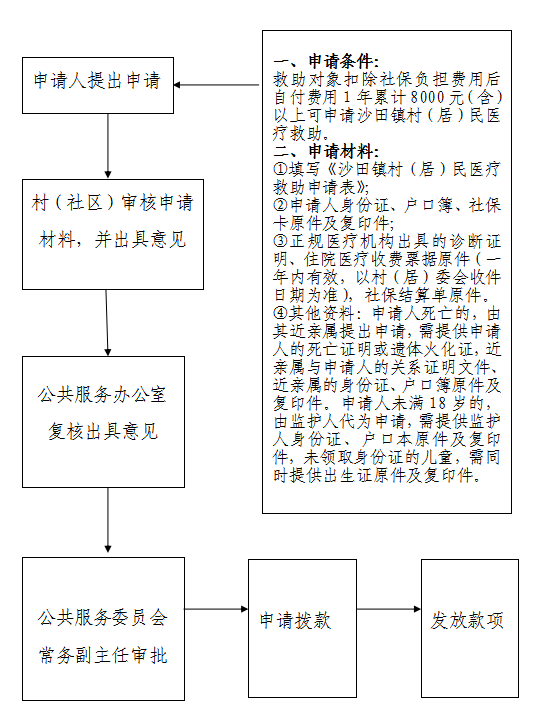 申请人提出申请
一、申请条件：
救助对象扣除社保负担费用后
自付费用1年累计8000元（含）
以上可申请沙田镇村（居）民医
疗救助。
二、申请材料：
①填写《沙田镇村（居）民医疗
救助申请表》；
②申请人身份证、户口簿、社保
卡原件及复印件；
③正规医疗机构出具的诊断证
明、住院医疗收费票据原件（一
年内有效，以村（居）委会收件
日期为准），社保结算单原件。
④其他资料：申请人死亡的，由
其近亲属提出申请，需提供申请
人的死亡证明或遗体火化证，近
亲属与申请人的关系证明文件、
近亲属的身份证、户口簿原件及
复印件。申请人未满18岁的，
由监护人代为申请，需提供监护
人身份证、户口本原件及复印
件，未领取身份证的儿童，需同
时提供出生证原件及复印件。
村（社区）审核申请
材料，并出具意见
公共服务办公室
复核出具意见
公共服务委员会
常务副主任审批
申请拨款
发放款项